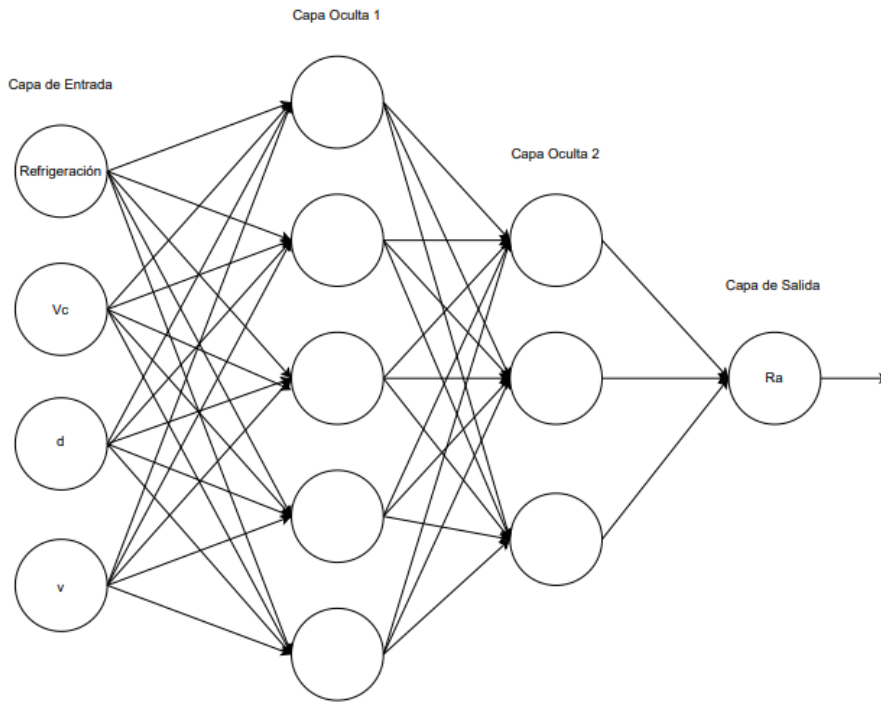 Capa Oculta 1
Capa de Entrada
Refrigeración
Capa Oculta 2
Vc
Capa de Salida
Ra
d
v